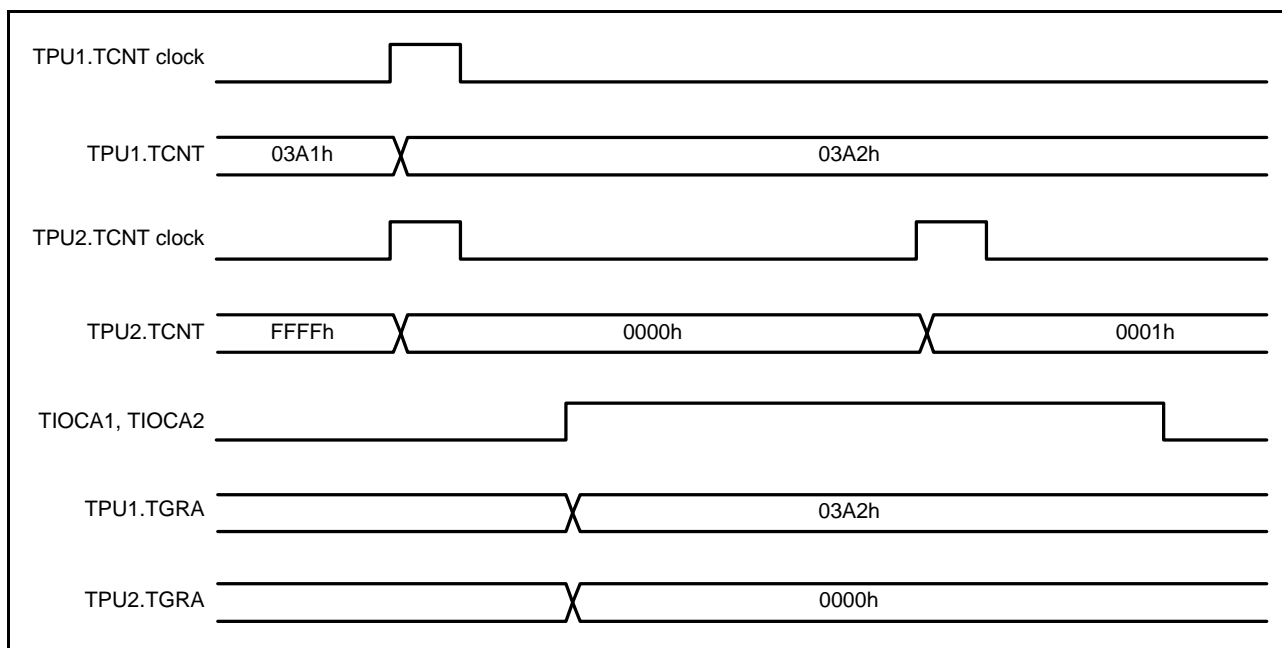 TPU1.TCNT clock
TPU1.TCNT 03A1h 03A2h
TPU2.TCNT clock
TPU2.TCNT FFFFh 0000h 0001h
TIOCA1, TIOCA2
TPU1.TGRA 03A2h
TPU2.TGRA 0000h